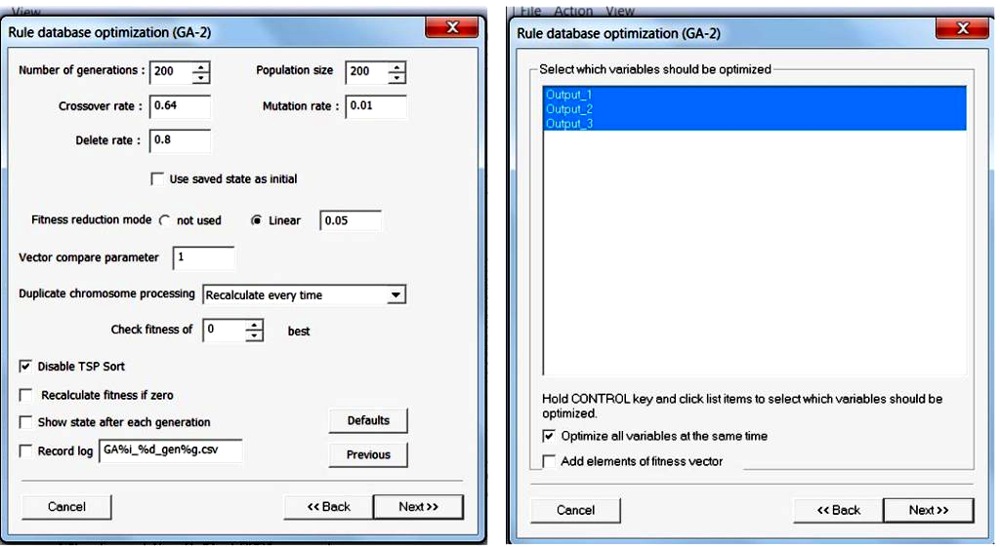 View
Rule database optimization (GA-2)
Number of generations : 200 Population size 200
Crossover rate : 0.64 Mutation rate : 0.01
Delete rate : 0.8
Use saved state as initial
Fitness reduction mode not used Linear 0.05
Vector compare parameter 1
Duplicate chromosome processing Recalculate every time
Check fitness of 0 best
Disable TSP Sort
Recalculate fitness if zero
Show state after each generation
Defaults
Record log GA%i_%d_gen%g.csv
Previous
Cancel << Back Next >>
File Action View
Rule database optimization (GA-2)
Select which variables should be optimized
Output_1
Output_2
Output_3
Hold CONTROL key and click list items to select which variables should be
optimized.
Optimize all variables at the same time
Add elements of fitness vector
Cancel << Back Next >>